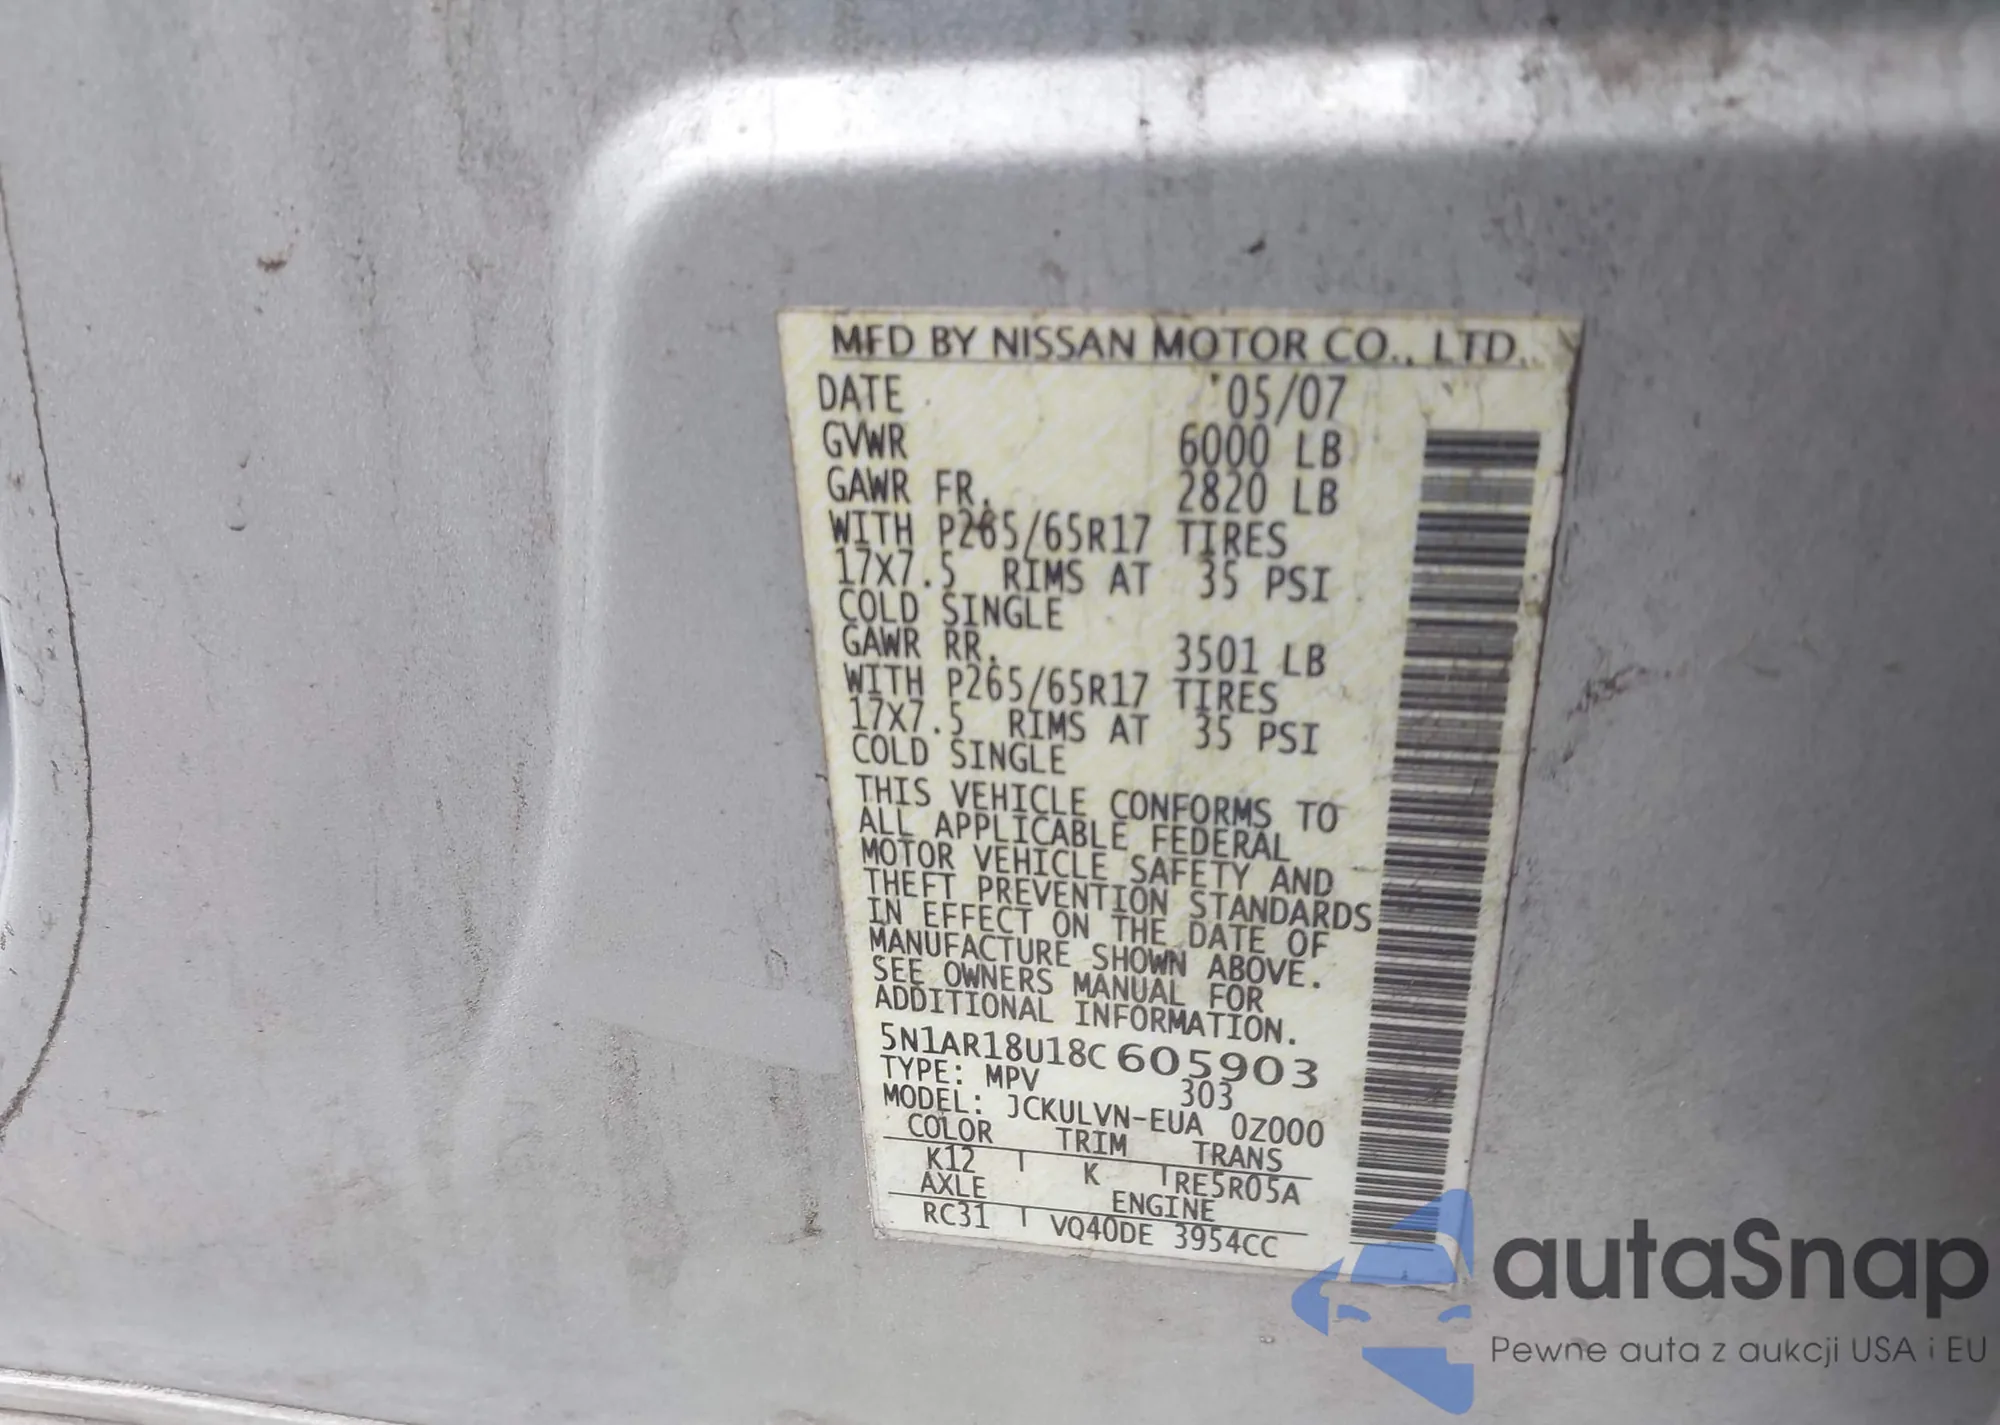 MFD BY NISSAN MOTOR CO., LTD.
DATE '05/07
GVWR 6000 LB
GAWR FR. 2820 LB
WITH P265/65R17 TIRES
17X7.5 RIMS AT 35 PSI
COLD SINGLE
GAWR RR. 3501 LB
WITH P265/65R17 TIRES
17X7.5 RIMS AT 35 PSI
COLD SINGLE
THIS VEHICLE CONFORMS TO
ALL APPLICABLE FEDERAL
MOTOR VEHICLE SAFETY AND
THEFT PREVENTION STANDARDS
IN EFFECT ON THE DATE OF
MANUFACTURE SHOWN ABOVE.
SEE OWNERS MANUAL FOR
ADDITIONAL INFORMATION.
5N1AR18U18C605903
TYPE: MPV 303
MODEL: JCKULVN-EUA 0Z000
COLOR TRIM TRANS
K12 K RE5R05A
AXLE ENGINE
RC31 VQ40DE 3954CC
autaSnap
Pewne auta z aukcji USA i EU